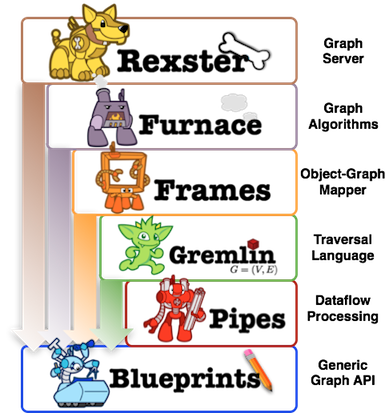 Rexster
Graph
Server
Furnace
Graph
Algorithms
Frames
Object-Graph
Mapper
Gremlin
G = (V, E)
Traversal
Language
Pipes
Dataflow
Processing
Blueprints
Generic
Graph API